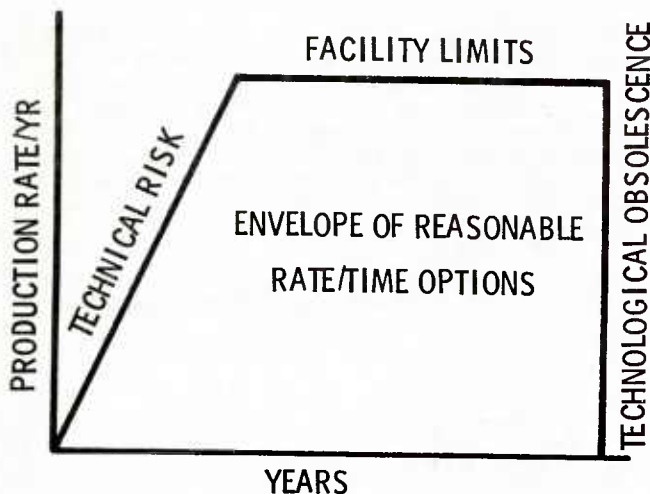 FACILITY LIMITS
PRODUCTION RATE/YR
TECHNICAL RISK
ENVELOPE OF REASONABLE
RATE/TIME OPTIONS
TECHNOLOGICAL OBSOLESCENCE
YEARS